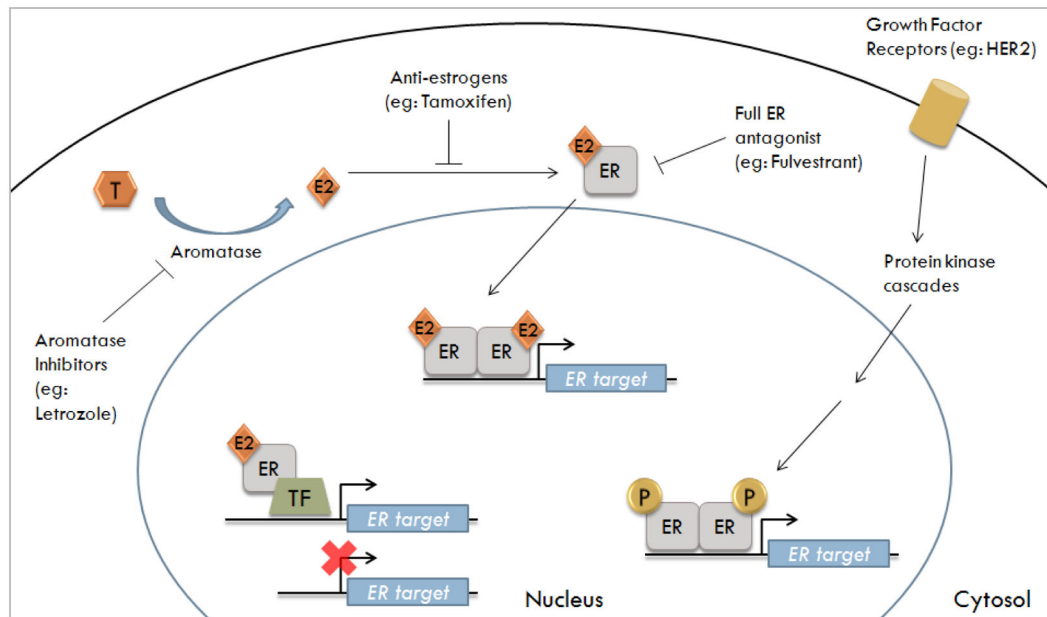 Growth Factor
Receptors (eg: HER2)
Anti-estrogens
(eg: Tamoxifen)
Full ER
antagonist
(eg: Fulvestrant)
E2
ER
T
E2
Aromatase
Protein kinase
cascades
Aromatase
Inhibitors
(eg:
Letrozole)
E2
E2
ER
ER
ER target
E2
ER
TF
ER target
P
P
ER
ER
ER target
ER target
Nucleus
Cytosol